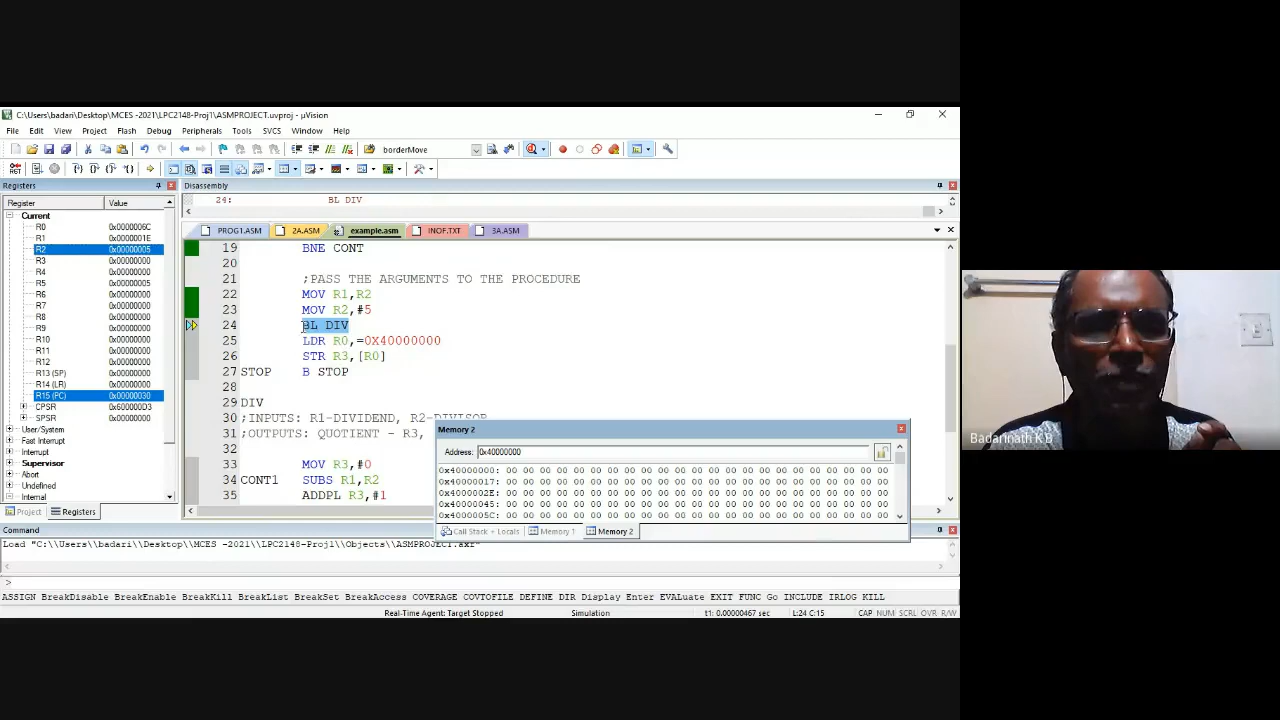 C:\Users\badari\Desktop\MCES -2021\LPC2148-Proj1\ASMPROJECT.uvproj - µVision
File Edit View Project Flash Debug Peripherals Tools SVCS Window Help
borderMove
Registers
Disassembly
Register Value
24: BL DIV
Current
R0 0x0000006C
R1 0x0000001E
R2 0x00000005
R3 0x00000000
R4 0x00000000
R5 0x00000005
R6 0x00000000
R7 0x00000000
R8 0x00000000
R9 0x00000000
R10 0x00000000
R11 0x00000000
R12 0x00000000
R13 (SP) 0x00000000
R14 (LR) 0x00000000
R15 (PC) 0x00000030
CPSR 0x600000D3
SPSR 0x00000000
User/System
Fast Interrupt
Interrupt
Supervisor
Abort
Undefined
Internal
Project Registers
PROG1.ASM 2A.ASM example.asm INOF.TXT 3A.ASM
19 BNE CONT
20
21 ;PASS THE ARGUMENTS TO THE PROCEDURE
22 MOV R1,R2
23 MOV R2,#5
24 BL DIV
25 LDR R0,=0X40000000
26 STR R3,[R0]
27 STOP B STOP
28
29 DIV
30 ;INPUTS: R1-DIVIDEND, R2-DIVISOR
31 ;OUTPUTS: QUOTIENT - R3,
32
33 MOV R3,#0
34 CONT1 SUBS R1,R2
35 ADDPL R3,#1
Memory 2
Address: 0x40000000
0x40000000: 00 00 00 00 00 00 00 00 00 00 00 00 00 00 00 00 00 00 00 00 00 00 00
0x40000017: 00 00 00 00 00 00 00 00 00 00 00 00 00 00 00 00 00 00 00 00 00 00 00
0x4000002E: 00 00 00 00 00 00 00 00 00 00 00 00 00 00 00 00 00 00 00 00 00 00 00
0x40000045: 00 00 00 00 00 00 00 00 00 00 00 00 00 00 00 00 00 00 00 00 00 00 00
0x4000005C: 00 00 00 00 00 00 00 00 00 00 00 00 00 00 00 00 00 00 00 00 00 00 00
Call Stack + Locals Memory 1 Memory 2
Command
Load "C:\\Users\\badari\\Desktop\\MCES -2021\\LPC2148-Proj1\\Objects\\ASMPROJECT.axf"
>
ASSIGN BreakDisable BreakEnable BreakKill BreakList BreakSet BreakAccess COVERAGE COVTOFILE DEFINE DIR Display Enter EVALuate EXIT FUNC Go INCLUDE IRLOG KILL
Real-Time Agent: Target Stopped Simulation t1: 0.00000467 sec L:24 C:15 CAP NUM SCRL OVR R/W
Badarinath K B